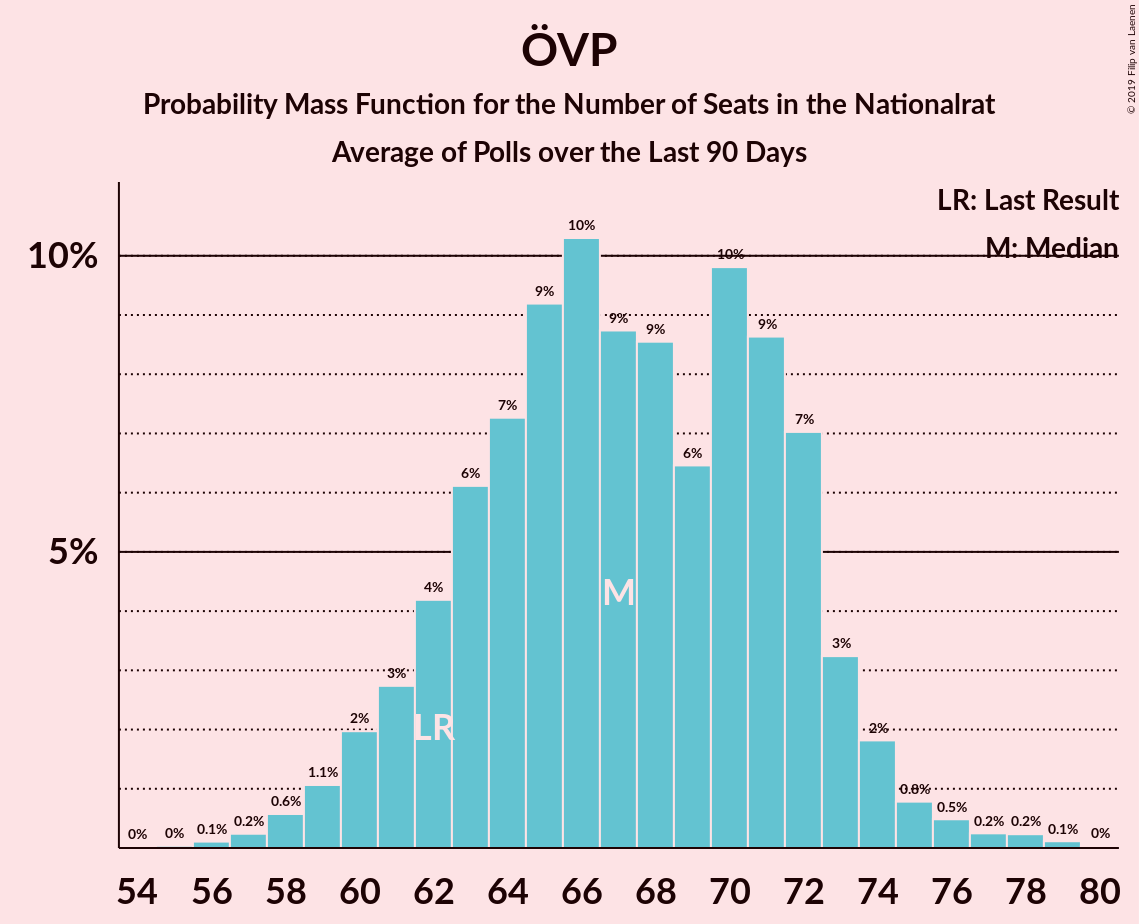 ÖVP
Probability Mass Function for the Number of Seats in the Nationalrat
Average of Polls over the Last 90 Days
© 2019 Filip van Laenen
LR: Last Result
M: Median
10%
5%
0% 0% 0.1% 0.2% 0.6% 1.1% 2% 3% 4% 6% 7% 9% 10% 9% 9% 6% 10% 9% 7% 3% 2% 0.8% 0.5% 0.2% 0.2% 0.1% 0%
LR
M
54 56 58 60 62 64 66 68 70 72 74 76 78 80